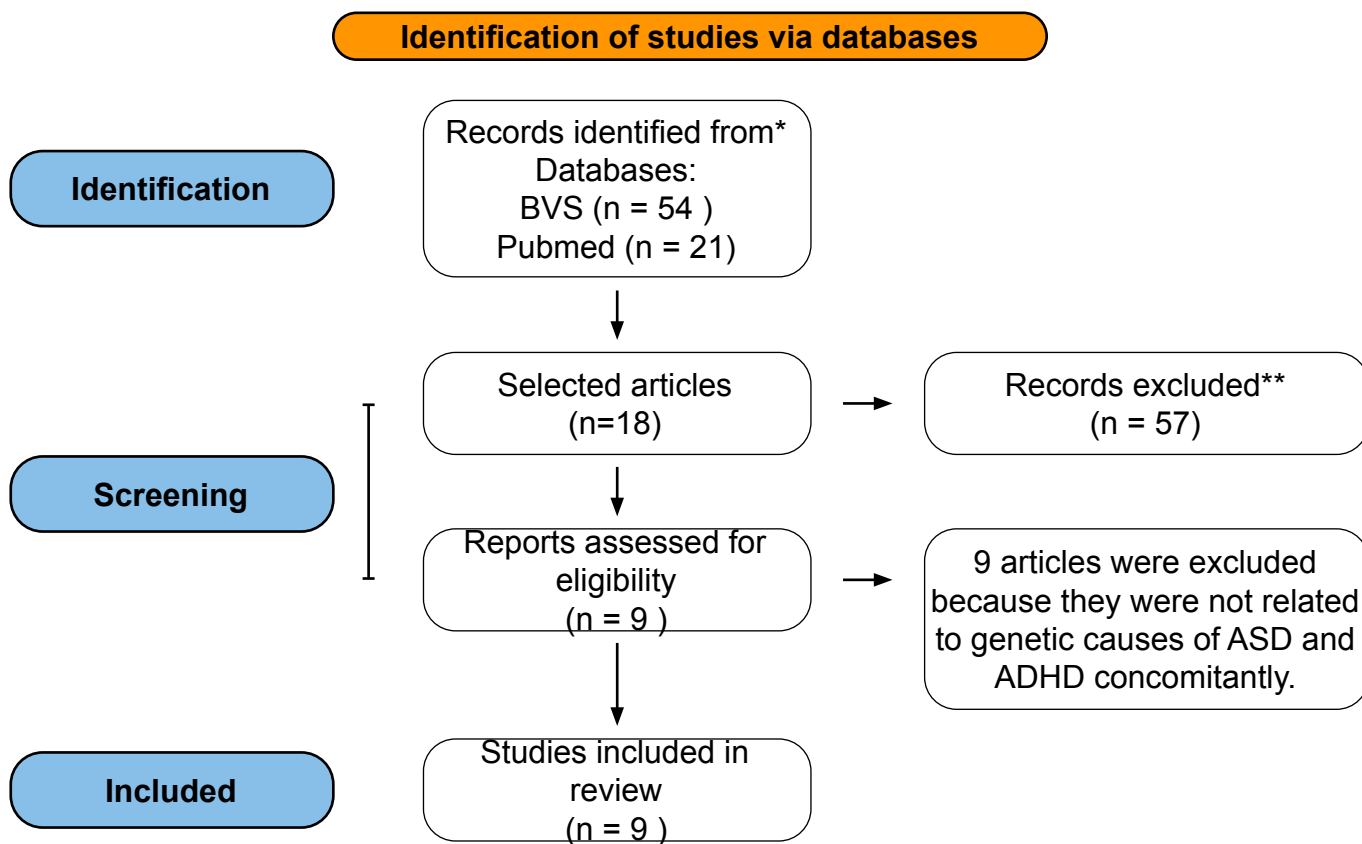 Identification of studies via databases
Identification
Records identified from*
Databases:
BVS (n = 54 )
Pubmed (n = 21)
Screening
Selected articles
(n=18)
Records excluded**
(n = 57)
Reports assessed for
eligibility
(n = 9 )
9 articles were excluded
because they were not related
to genetic causes of ASD and
ADHD concomitantly.
Included
Studies included in
review
(n = 9 )